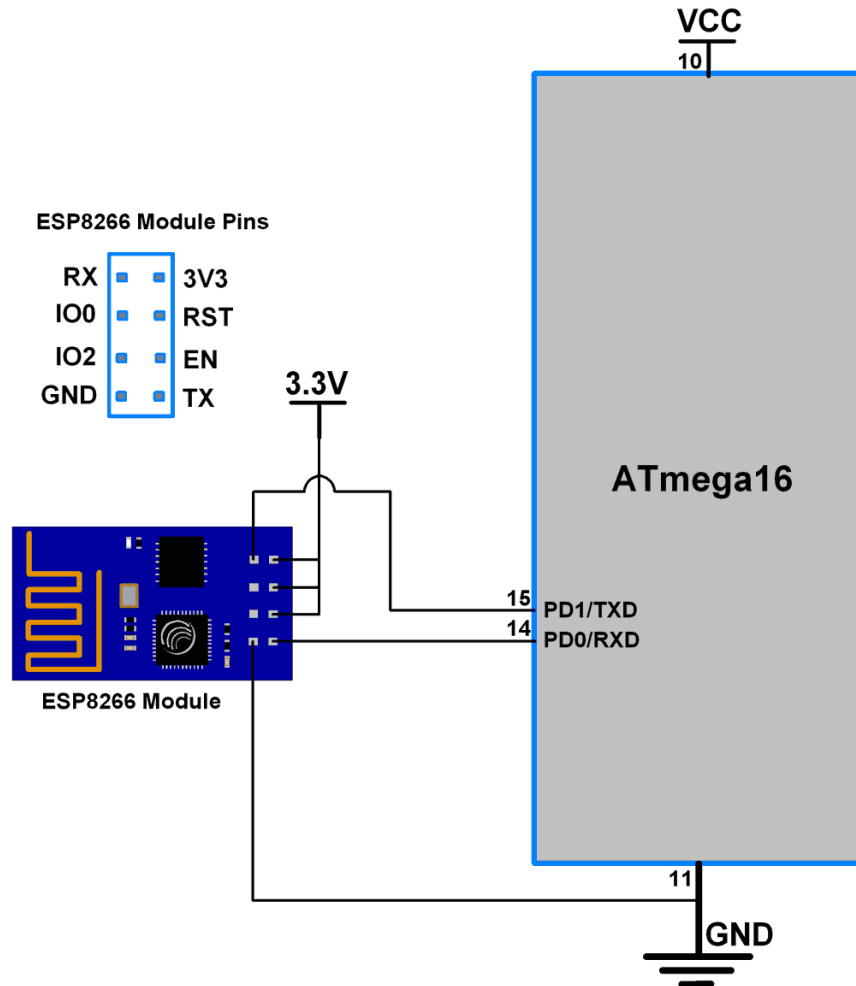 VCC
10
ESP8266 Module Pins
RX 3V3
IO0 RST
IO2 EN
GND TX
3.3V
ATmega16
15 PD1/TXD
14 PD0/RXD
ESP8266 Module
11
GND